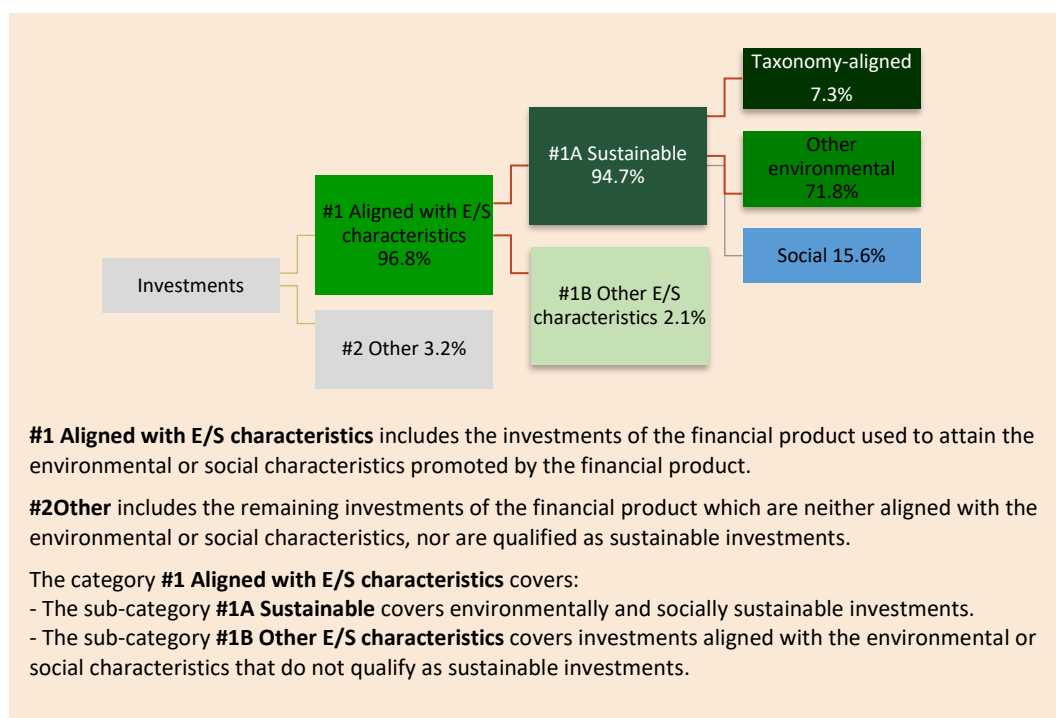 Taxonomy-aligned
7.3%
#1A Sustainable
94.7%
Other
environmental
71.8%
#1 Aligned with E/S
characteristics
96.8%
Social 15.6%
Investments
#1B Other E/S
characteristics 2.1%
#2 Other 3.2%
#1 Aligned with E/S characteristics includes the investments of the financial product used to attain the
environmental or social characteristics promoted by the financial product.
#2Other includes the remaining investments of the financial product which are neither aligned with the
environmental or social characteristics, nor are qualified as sustainable investments.
The category #1 Aligned with E/S characteristics covers:
- The sub-category #1A Sustainable covers environmentally and socially sustainable investments.
- The sub-category #1B Other E/S characteristics covers investments aligned with the environmental or
social characteristics that do not qualify as sustainable investments.